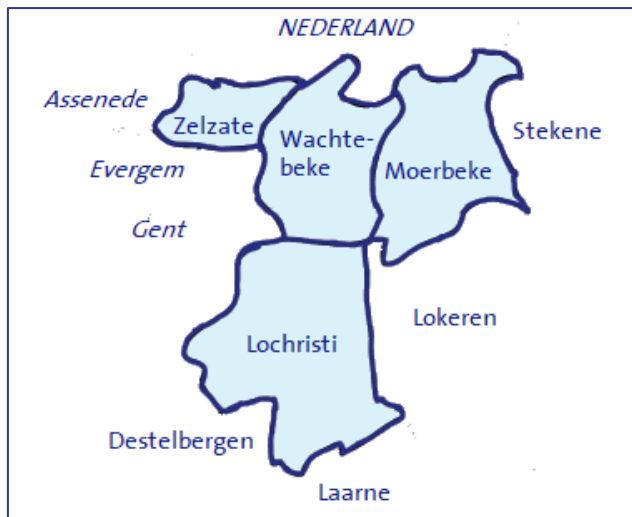 NEDERLAND
Assenede
Zelzate
Wachte-
beke
Stekene
Evergem
Moerbeke
Gent
Lokeren
Lochristi
Destelbergen
Laarne